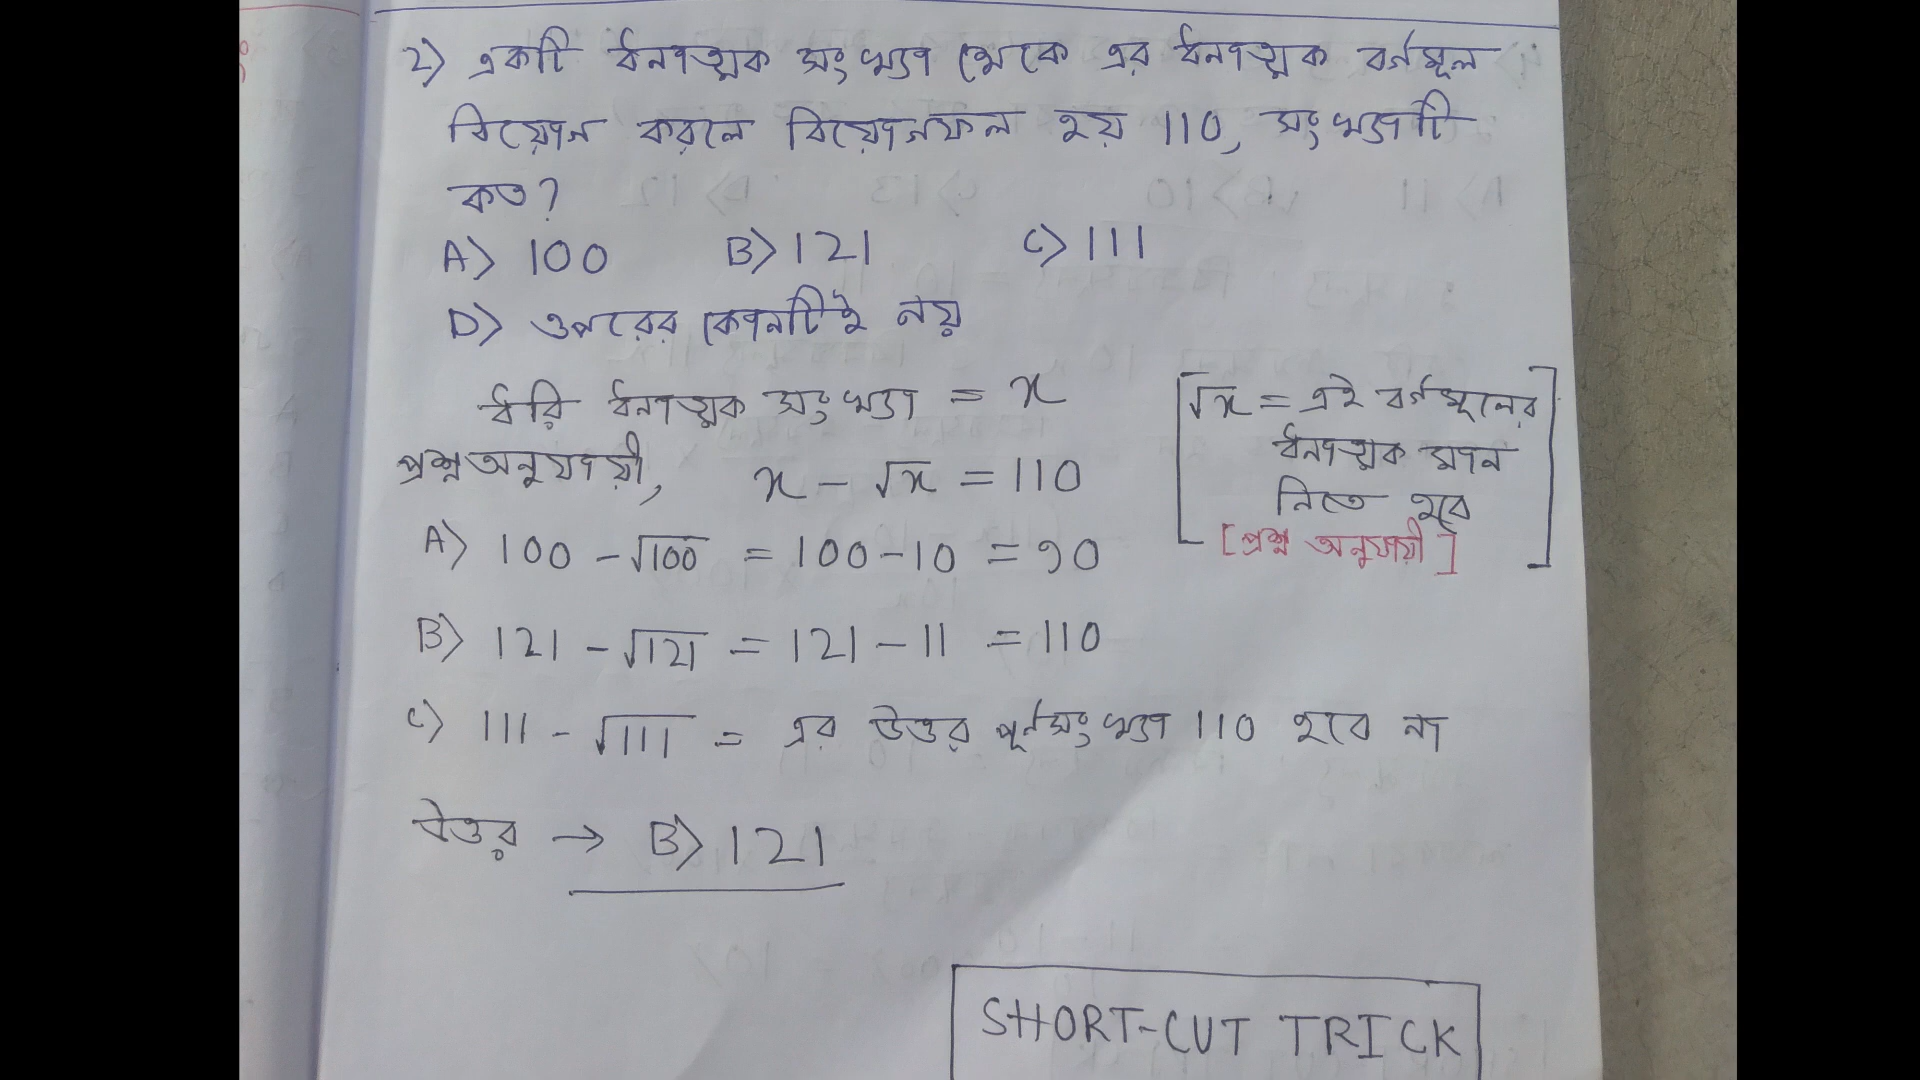 2) একটি ধনাত্মক সংখ্যা থেকে এর ধনাত্মক বর্গমূল
বিয়োগ করলে বিয়োগফল হয় 110, সংখ্যাটি
কত?
A) 100 B) 121 C) 111
D) ওপরের কোনটিই নয়
ধরি ধনাত্মক সংখ্যা = x
প্রশ্ন অনুযায়ী, x - √x = 110
[√x = এই বর্গমূলের
ধনাত্মক মান
নিতে হবে
[প্রশ্ন অনুযায়ী]]
A) 100 - √100 = 100 - 10 = 90
B) 121 - √121 = 121 - 11 = 110
C) 111 - √111 = এর উত্তর পূর্নসংখ্যা 110 হবে না
উত্তর → B) 121
SHORT-CUT TRICK